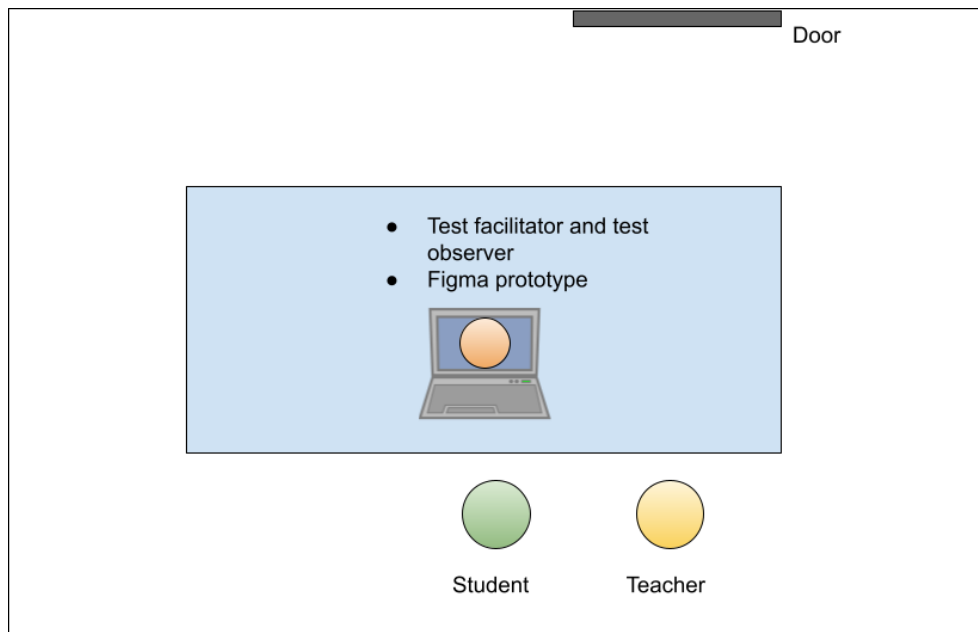 Door
● Test facilitator and test
observer
● Figma prototype
Student
Teacher